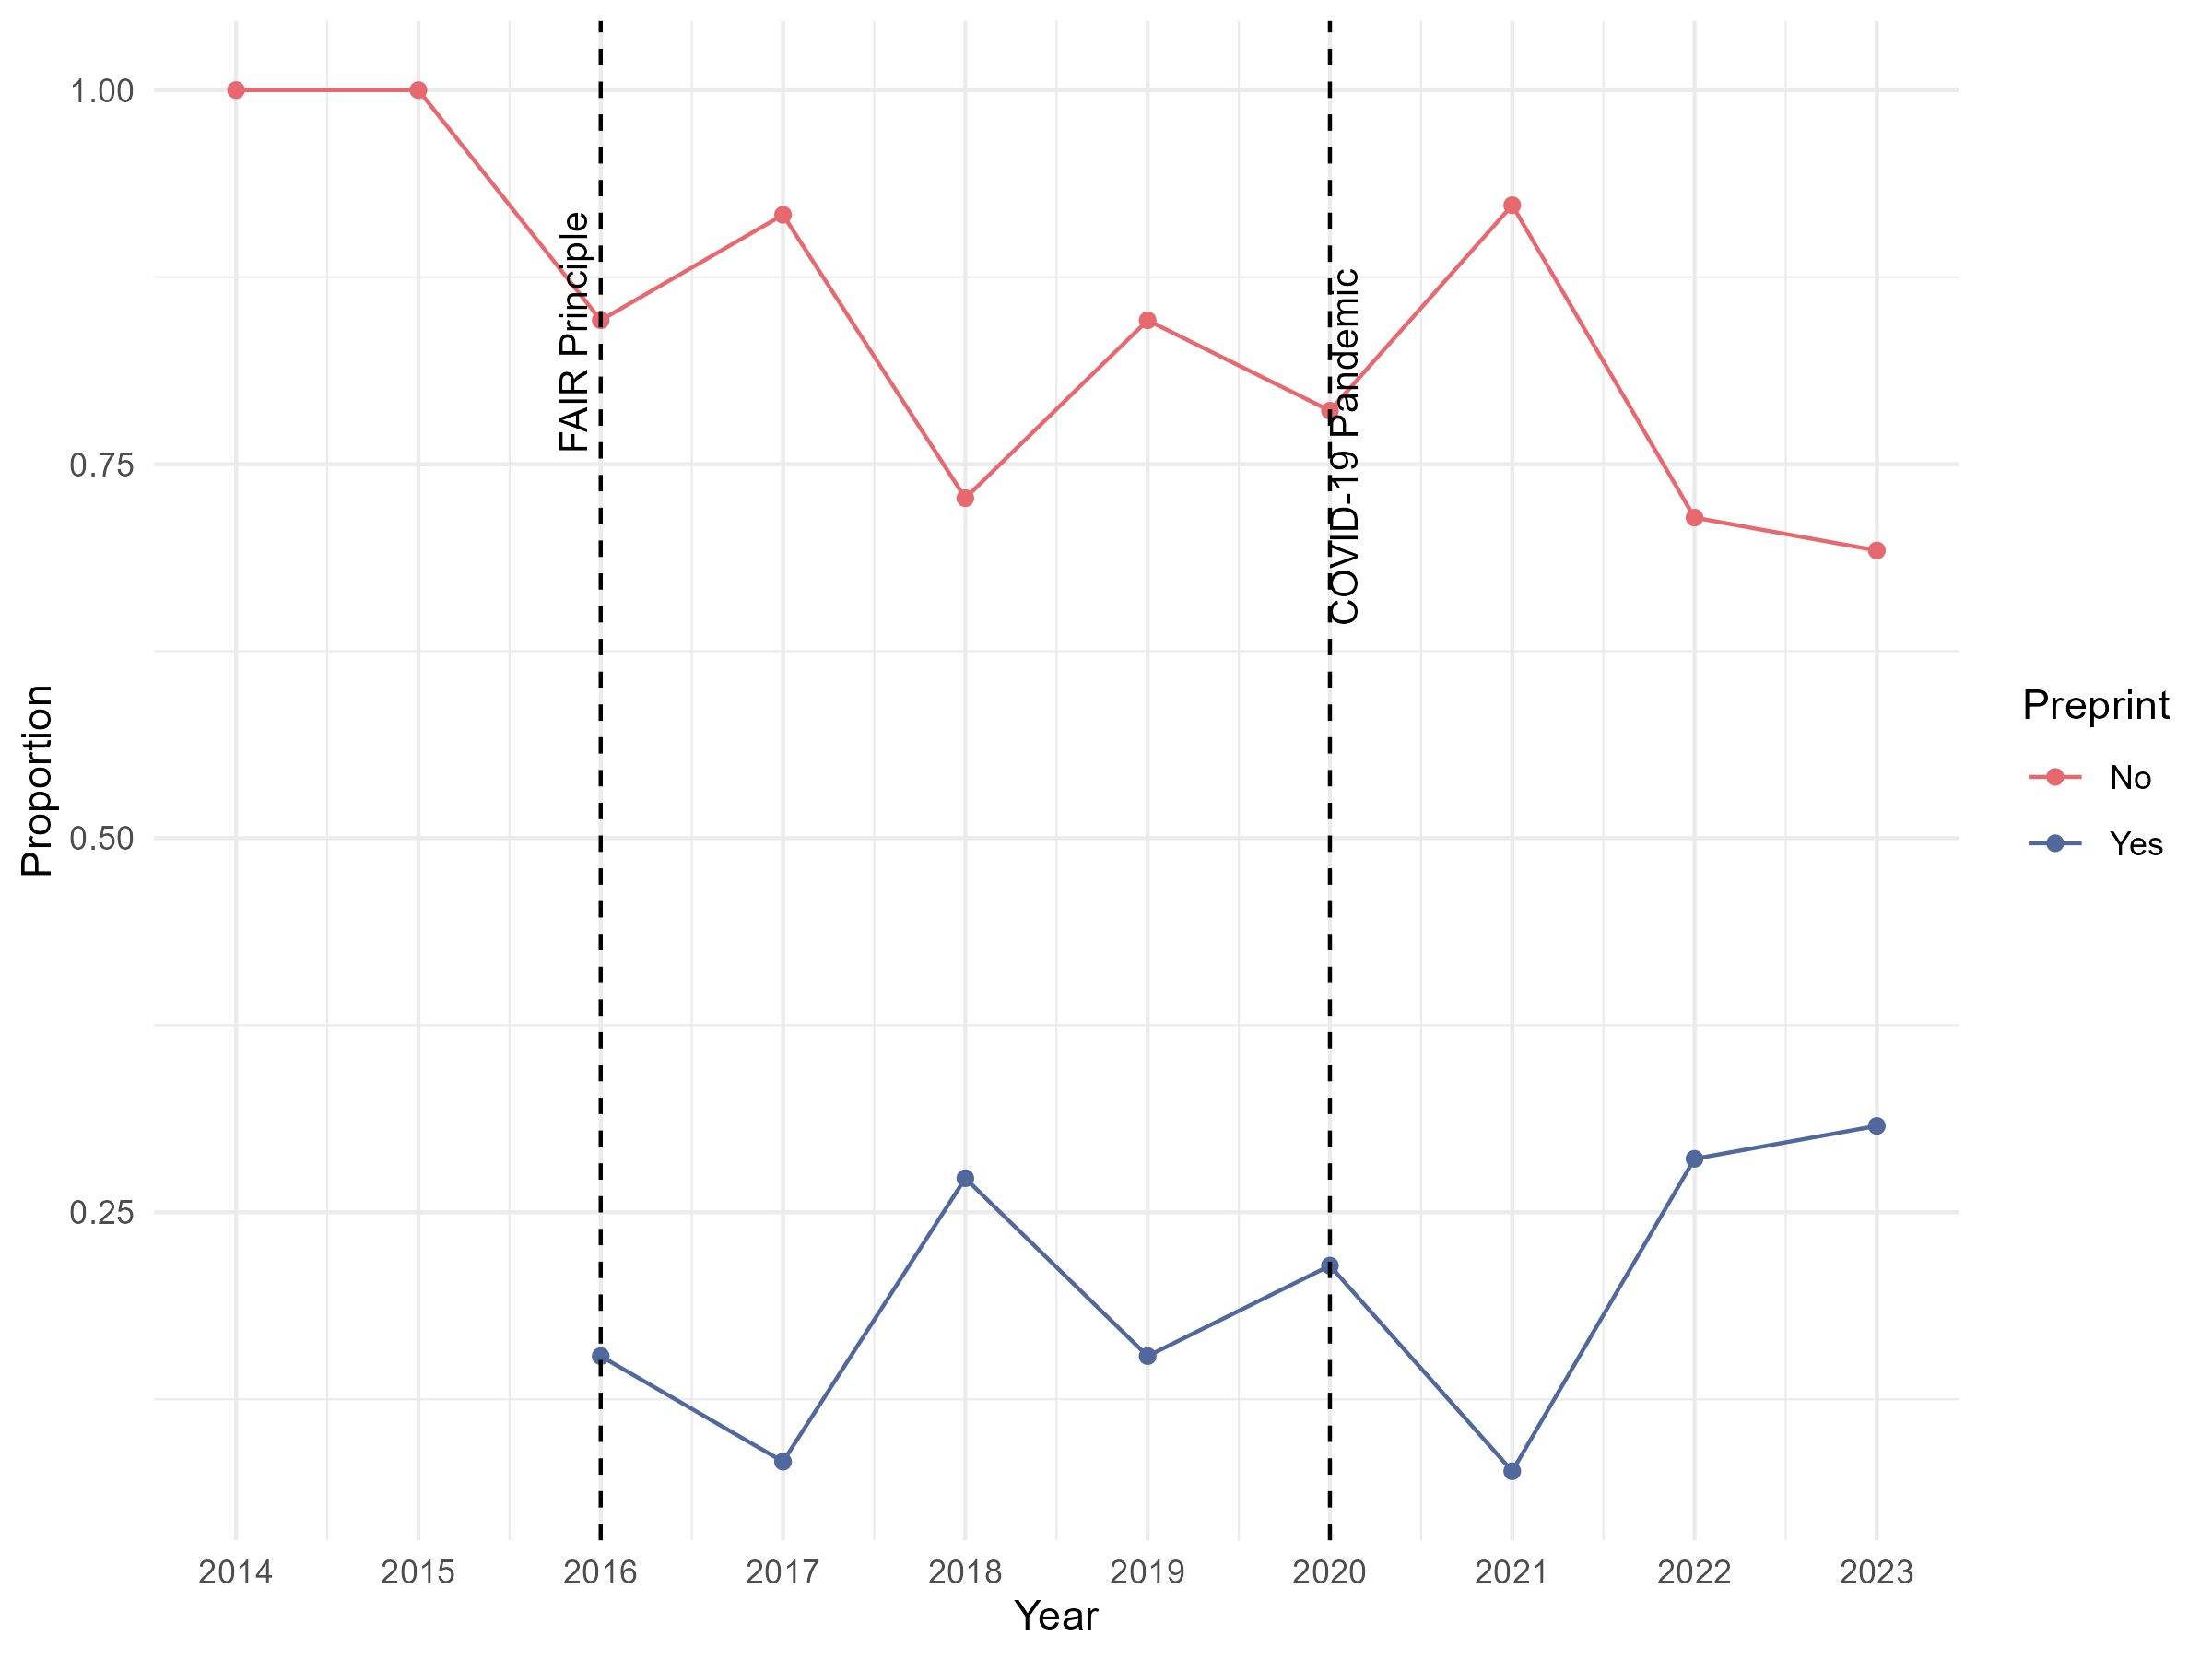 1.00
0.75
0.50
0.25
Proportion
FAIR Principle
COVID-19 Pandemic
2014 2015 2016 2017 2018 2019 2020 2021 2022 2023
Year
Preprint
No
Yes